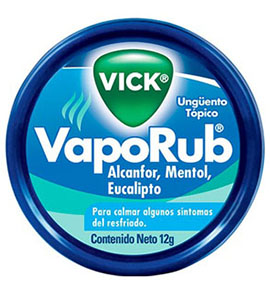 VICK®
Ungüento
Tópico
VapoRub®
Alcanfor, Mentol,
Eucalipto
Para calmar algunos síntomas
del resfriado.
Contenido Neto 12g